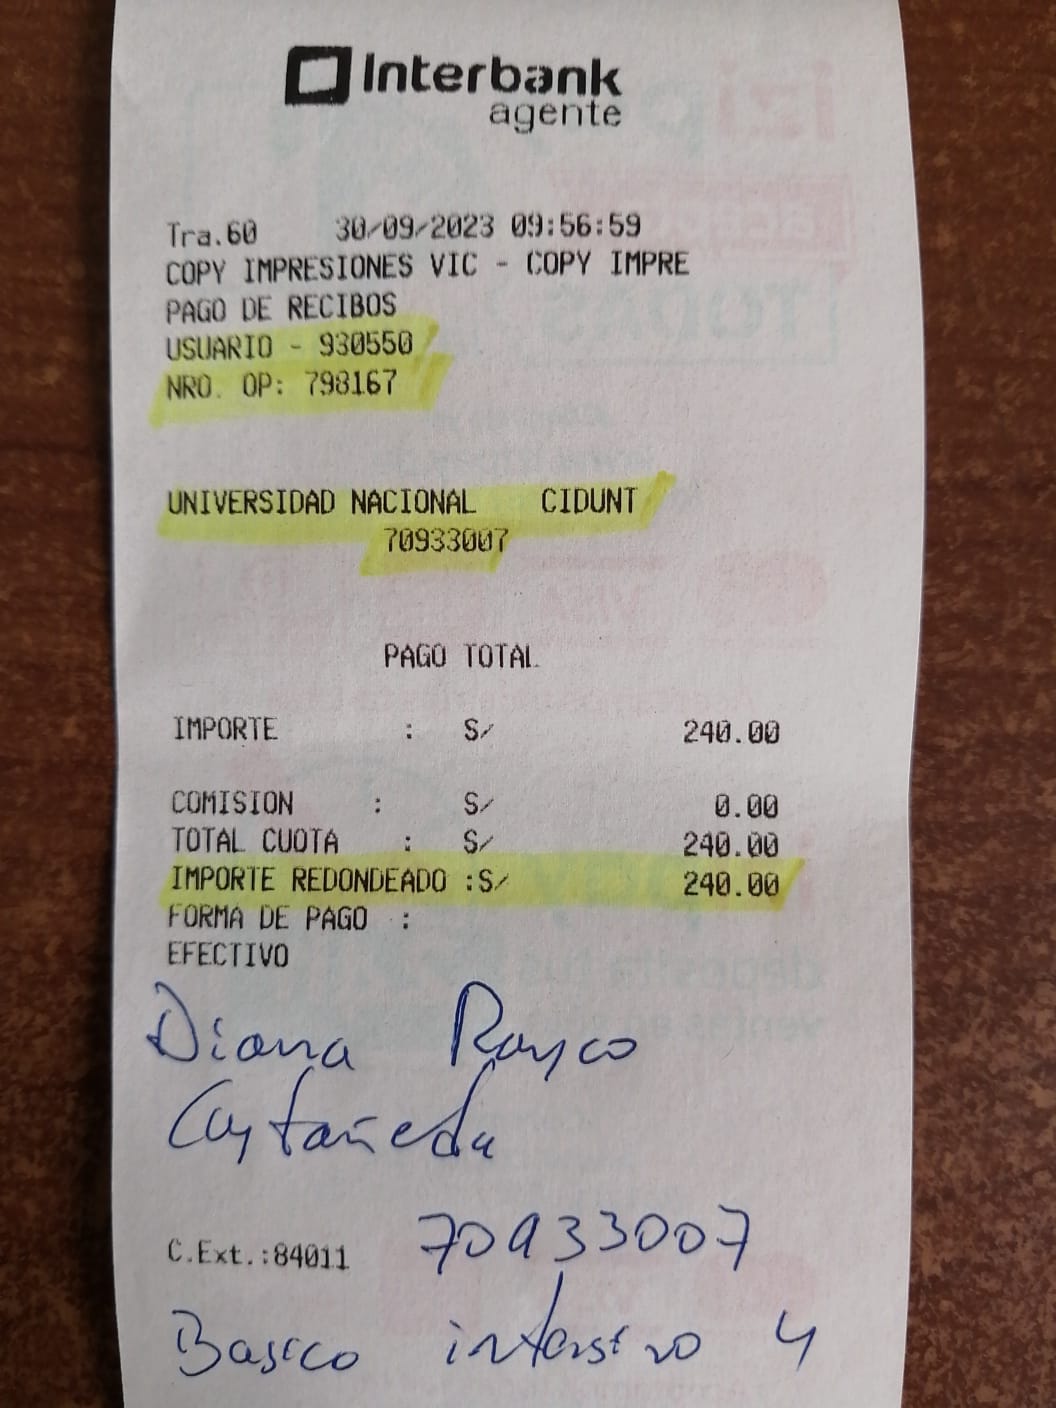 Interbank
agente
Tra.60 30/09/2023 09:56:59
COPY IMPRESIONES VIC - COPY IMPRE
PAGO DE RECIBOS
USUARIO - 930550
NRO. OP: 798167
UNIVERSIDAD NACIONAL CIDUNT
70933007
PAGO TOTAL
IMPORTE : S/ 240.00
COMISION : S/ 0.00
TOTAL CUOTA : S/ 240.00
IMPORTE REDONDEADO :S/ 240.00
FORMA DE PAGO :
EFECTIVO
Diana Rayco
Castañeda
C.Ext.:84011 70933007
Basico intensivo 4